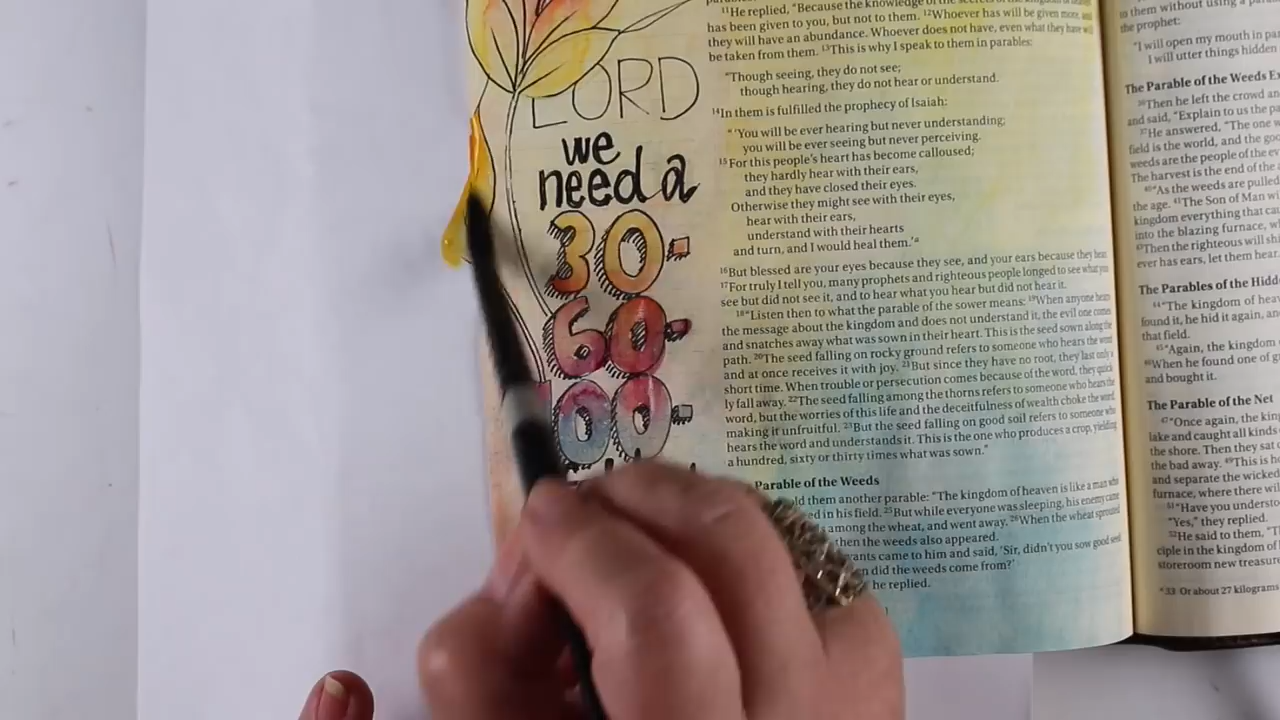 LORD
we
need a
30-
60-
100-
11He replied, "Because the knowledge of the secrets of the kingdom of heaven
has been given to you, but not to them. 12Whoever has will be given more, and
they will have an abundance. Whoever does not have, even what they have will
be taken from them. 13This is why I speak to them in parables:
"Though seeing, they do not see;
though hearing, they do not hear or understand.
14In them is fulfilled the prophecy of Isaiah:
"'You will be ever hearing but never understanding;
you will be ever seeing but never perceiving.
15For this people's heart has become calloused;
they hardly hear with their ears,
and they have closed their eyes.
Otherwise they might see with their eyes,
hear with their ears,
understand with their hearts
and turn, and I would heal them.'a
16But blessed are your eyes because they see, and your ears because they hear.
17For truly I tell you, many prophets and righteous people longed to see what you
see but did not see it, and to hear what you hear but did not hear it.
18"Listen then to what the parable of the sower means: 19When anyone hears
the message about the kingdom and does not understand it, the evil one comes
and snatches away what was sown in their heart. This is the seed sown along the
path. 20The seed falling on rocky ground refers to someone who hears the word
and at once receives it with joy. 21But since they have no root, they last only a
short time. When trouble or persecution comes because of the word, they quick
ly fall away. 22The seed falling among the thorns refers to someone who hears the
word, but the worries of this life and the deceitfulness of wealth choke the word,
making it unfruitful. 23But the seed falling on good soil refers to someone who
hears the word and understands it. This is the one who produces a crop, yielding
a hundred, sixty or thirty times what was sown."
Parable of the Weeds
told them another parable: "The kingdom of heaven is like a man who
seed in his field. 25But while everyone was sleeping, his enemy came
among the wheat, and went away. 26When the wheat sprouted
then the weeds also appeared.
servants came to him and said, 'Sir, didn't you sow good seed
did the weeds come from?'
he replied.
to them without using a
the prophet:
"I will open my mouth in
I will utter things hidden
The Parable of the Weeds
36Then he left the crowd
and said, "Explain to us the
37He answered, "The one
field is the world, and the
weeds are the people of the
The harvest is the end of the
40"As the weeds are pulled
the age. 41The Son of Man
kingdom everything that
into the blazing furnace,
43Then the righteous will
ever has ears, let them hear.
The Parables of the
44"The kingdom of
found it, he hid it again,
that field.
45"Again, the kingdom
46When he found one of
and bought it.
The Parable of the Net
47"Once again, the
lake and caught all kinds
the shore. Then they sat
the bad away. 49This is
and separate the wicked
furnace, where there will
51"Have you
"Yes," they replied.
52He said to them,
ciple in the kingdom of
storeroom new
a 33 Or about 27 kilograms